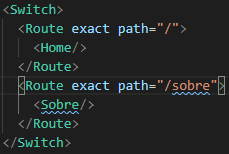 <Switch>
<Route exact path="/">
<Home/>
</Route>
<Route exact path="/sobre">
<Sobre/>
</Route>
</Switch>